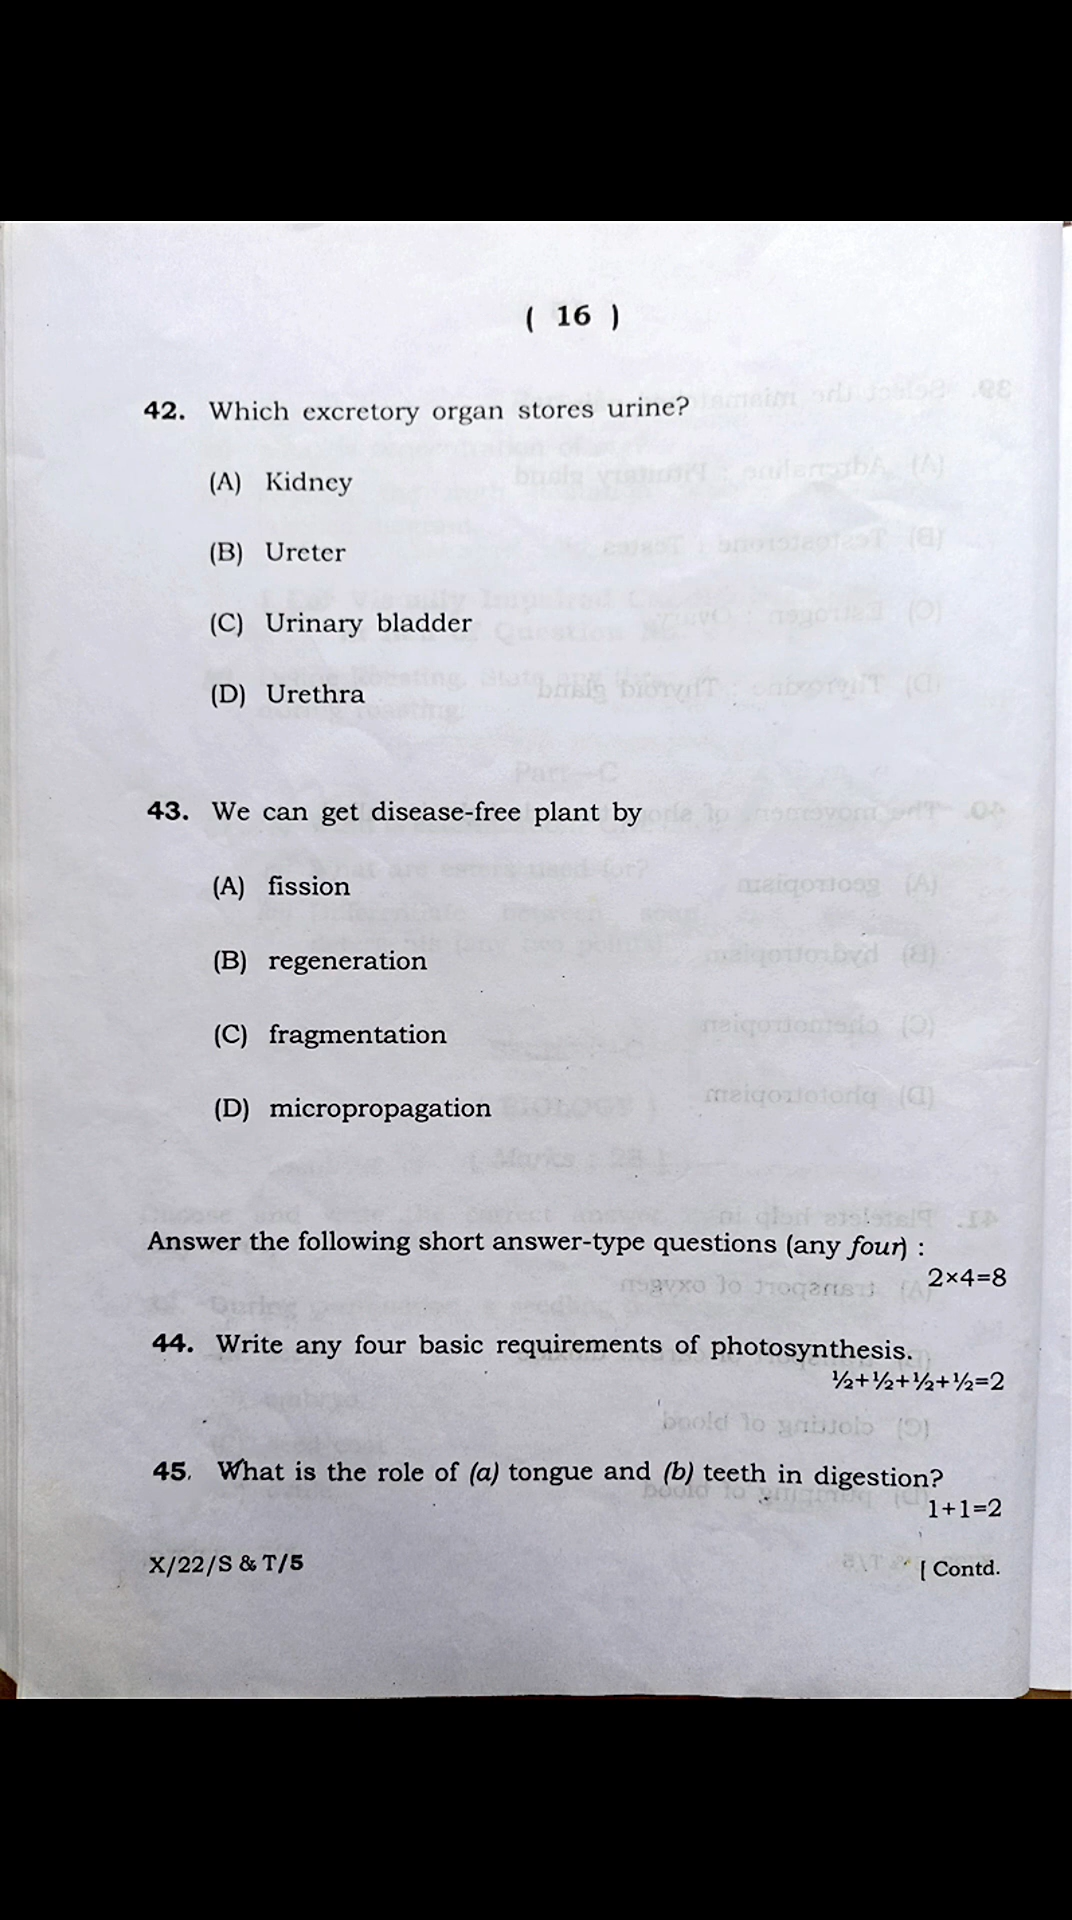 ( 16 )
42. Which excretory organ stores urine?
(A) Kidney
(B) Ureter
(C) Urinary bladder
(D) Urethra
43. We can get disease-free plant by
(A) fission
(B) regeneration
(C) fragmentation
(D) micropropagation
Answer the following short answer-type questions (any four) :
2×4=8
44. Write any four basic requirements of photosynthesis.
½+½+½+½=2
45. What is the role of (a) tongue and (b) teeth in digestion?
1+1=2
X/22/S & T/5 [ Contd.